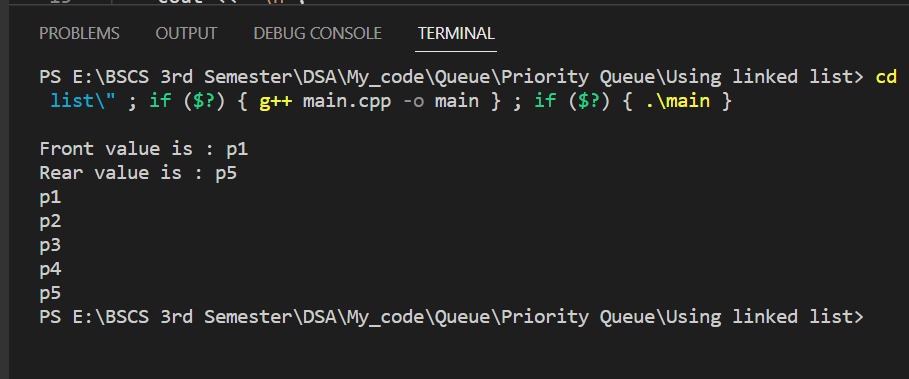 PROBLEMS OUTPUT DEBUG CONSOLE TERMINAL
PS E:\BSCS 3rd Semester\DSA\My_code\Queue\Priority Queue\Using linked list> cd
list\" ; if ($?) { g++ main.cpp -o main } ; if ($?) { .\main }
Front value is : p1
Rear value is : p5
p1
p2
p3
p4
p5
PS E:\BSCS 3rd Semester\DSA\My_code\Queue\Priority Queue\Using linked list>